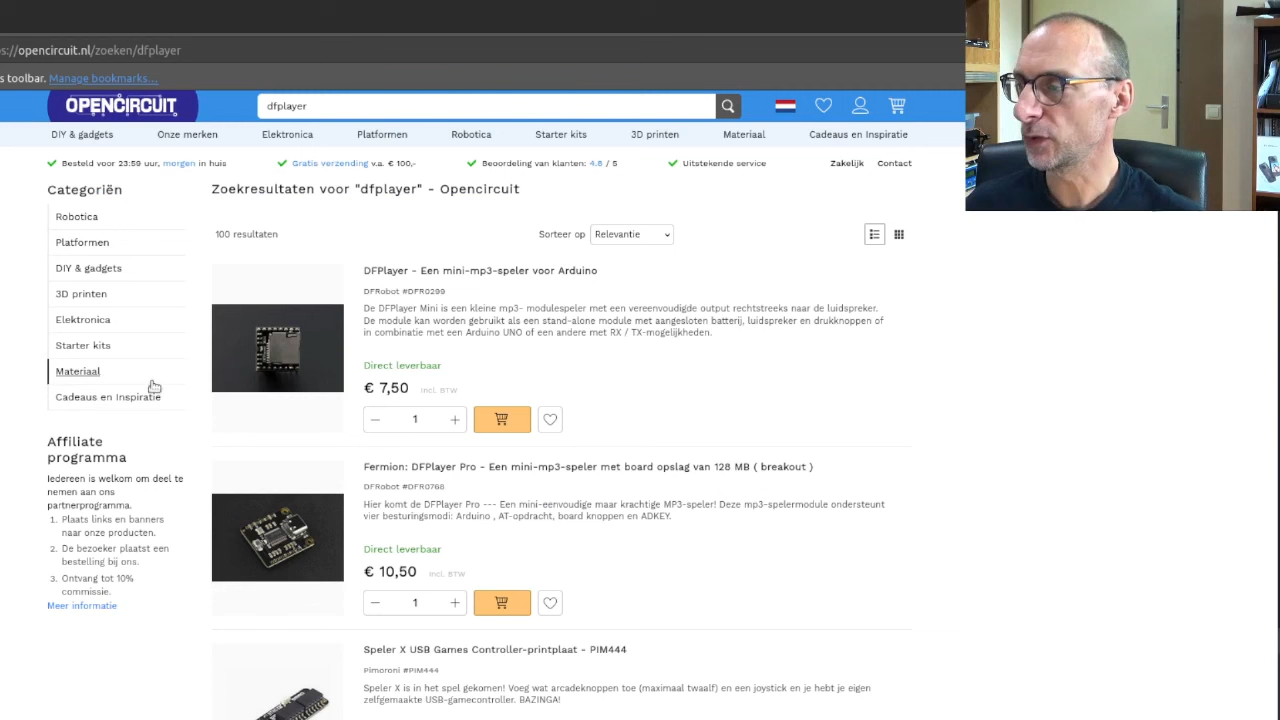 s://opencircuit.nl/zoeken/dfplayer
s toolbar. Manage bookmarks...
OPENCIRCUIT
dfplayer
DIY & gadgets
Onze merken
Elektronica
Platformen
Robotica
Starter kits
3D printen
Materiaal
Cadeaus en Inspiratie
Besteld voor 23:59 uur, morgen in huis
Gratis verzending v.a. € 100,-
Beoordeling van klanten: 4.8 / 5
Uitstekende service
Zakelijk
Contact
Categoriën
Robotica
Platformen
DIY & gadgets
3D printen
Elektronica
Starter kits
Materiaal
Cadeaus en Inspiratie
Affiliate
programma
Iedereen is welkom om deel te
nemen aan ons
partnerprogramma.
1. Plaats links en banners
naar onze producten.
2. De bezoeker plaatst een
bestelling bij ons.
3. Ontvang tot 10%
commissie.
Meer informatie
Zoekresultaten voor "dfplayer" - Opencircuit
100 resultaten
Sorteer op
Relevantie
DFPlayer - Een mini-mp3-speler voor Arduino
DFRobot #DFR0299
De DFPlayer Mini is een kleine mp3- modulespeler met een vereenvoudigde output rechtstreeks naar de luidspreker.
De module kan worden gebruikt als een stand-alone module met aangesloten batterij, luidspreker en drukknoppen of
in combinatie met een Arduino UNO of een andere met RX / TX-mogelijkheden.
Direct leverbaar
€ 7,50 Incl. BTW
1
Fermion: DFPlayer Pro - Een mini-mp3-speler met board opslag van 128 MB ( breakout )
DFRobot #DFR0768
Hier komt de DFPlayer Pro --- Een mini-eenvoudige maar krachtige MP3-speler! Deze mp3-spelermodule ondersteunt
vier besturingsmodi: Arduino , AT-opdracht, board knoppen en ADKEY.
Direct leverbaar
€ 10,50 Incl. BTW
1
Speler X USB Games Controller-printplaat - PIM444
Pimoroni #PIM444
Speler X is in het spel gekomen! Voeg wat arcadeknoppen toe (maximaal twaalf) en een joystick en je hebt je eigen
zelfgemaakte USB-gamecontroller. BAZINGA!